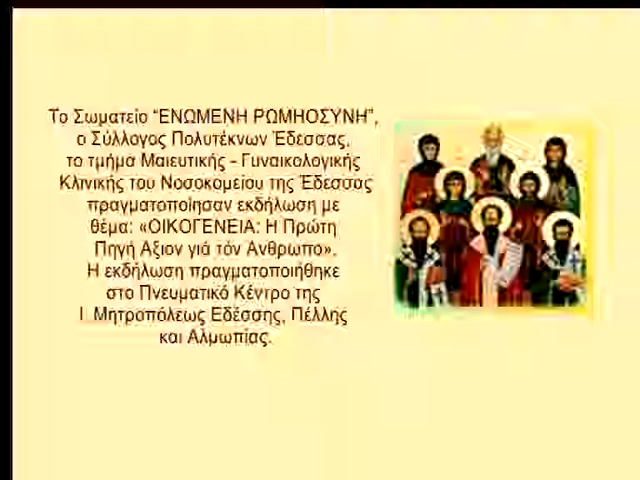 Το Σωματείο “ΕΝΩΜΕΝΗ ΡΩΜΗΟΣΥΝΗ”,
ο Σύλλογος Πολυτέκνων Έδεσσας,
το τμήμα Μαιευτικής - Γυναικολογικής
Κλινικής του Νοσοκομείου της Έδεσσας
πραγματοποίησαν εκδήλωση με
θέμα: «ΟΙΚΟΓΕΝΕΙΑ: Η Πρώτη
Πηγή Αξιον γιά τόν Ανθρωπο».
Η εκδήλωση πραγματοποιήθηκε
στο Πνευματικό Κέντρο της
Ι. Μητροπόλεως Εδέσσης, Πέλλης
και Αλμωπίας.